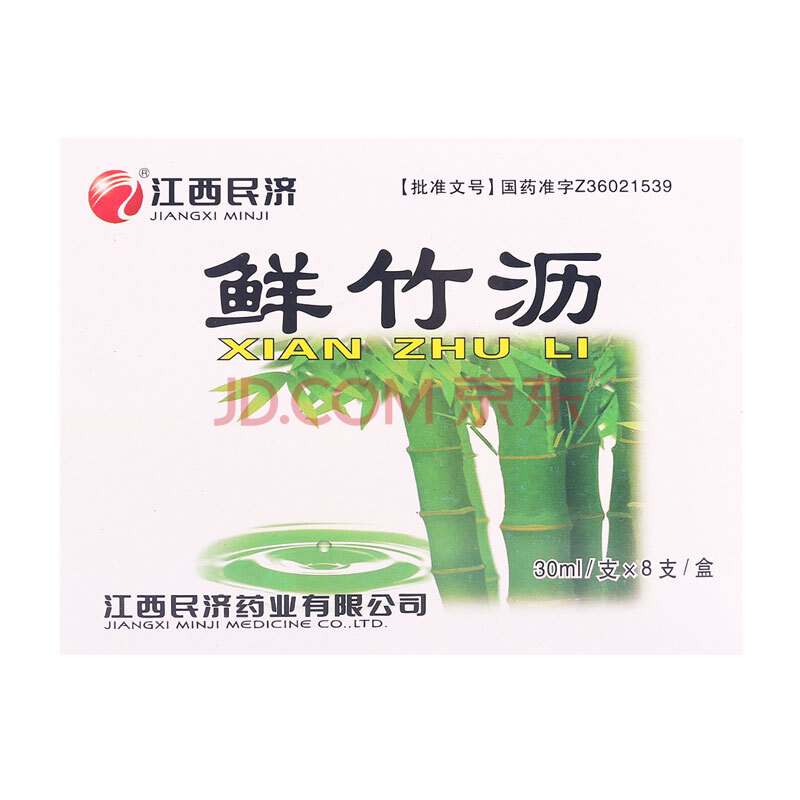 ®
江西民济
JIANGXI MINJI
【批准文号】国药准字Z36021539
鲜竹沥
XIAN ZHU LI
JD.COM 京东
30ml/支×8支/盒
江西民济药业有限公司
JIANGXI MINJI MEDICINE CO.,LTD.